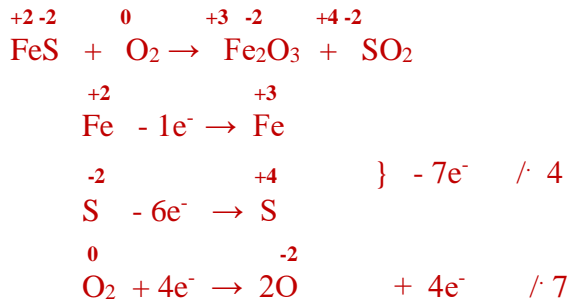 +2 -2 0 +3 -2 +4 -2
FeS + O₂ → Fe₂O₃ + SO₂
+2 +3
Fe - 1e⁻ → Fe
-2 +4 } - 7e⁻ /· 4
S - 6e⁻ → S
0 -2
O₂ + 4e⁻ → 2O + 4e⁻ /· 7